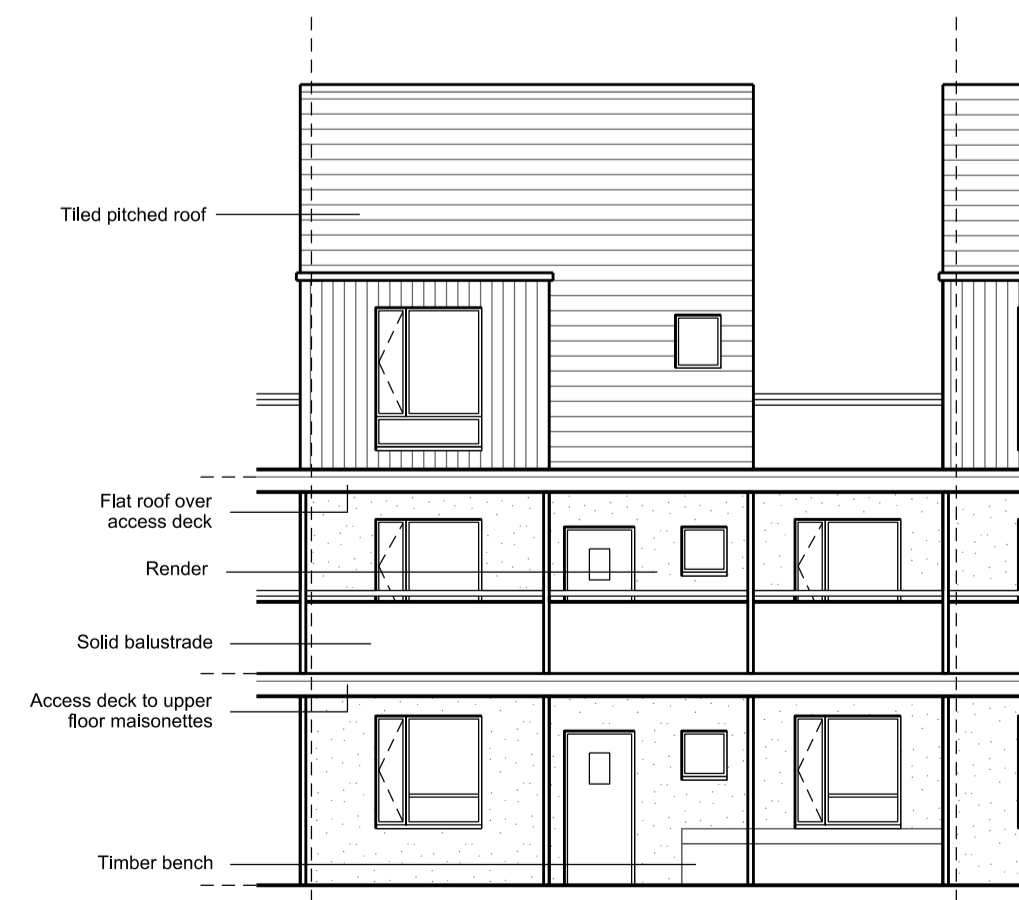 Tiled pitched roof
Flat roof over
access deck
Render
Solid balustrade
Access deck to upper
floor maisonettes
Timber bench